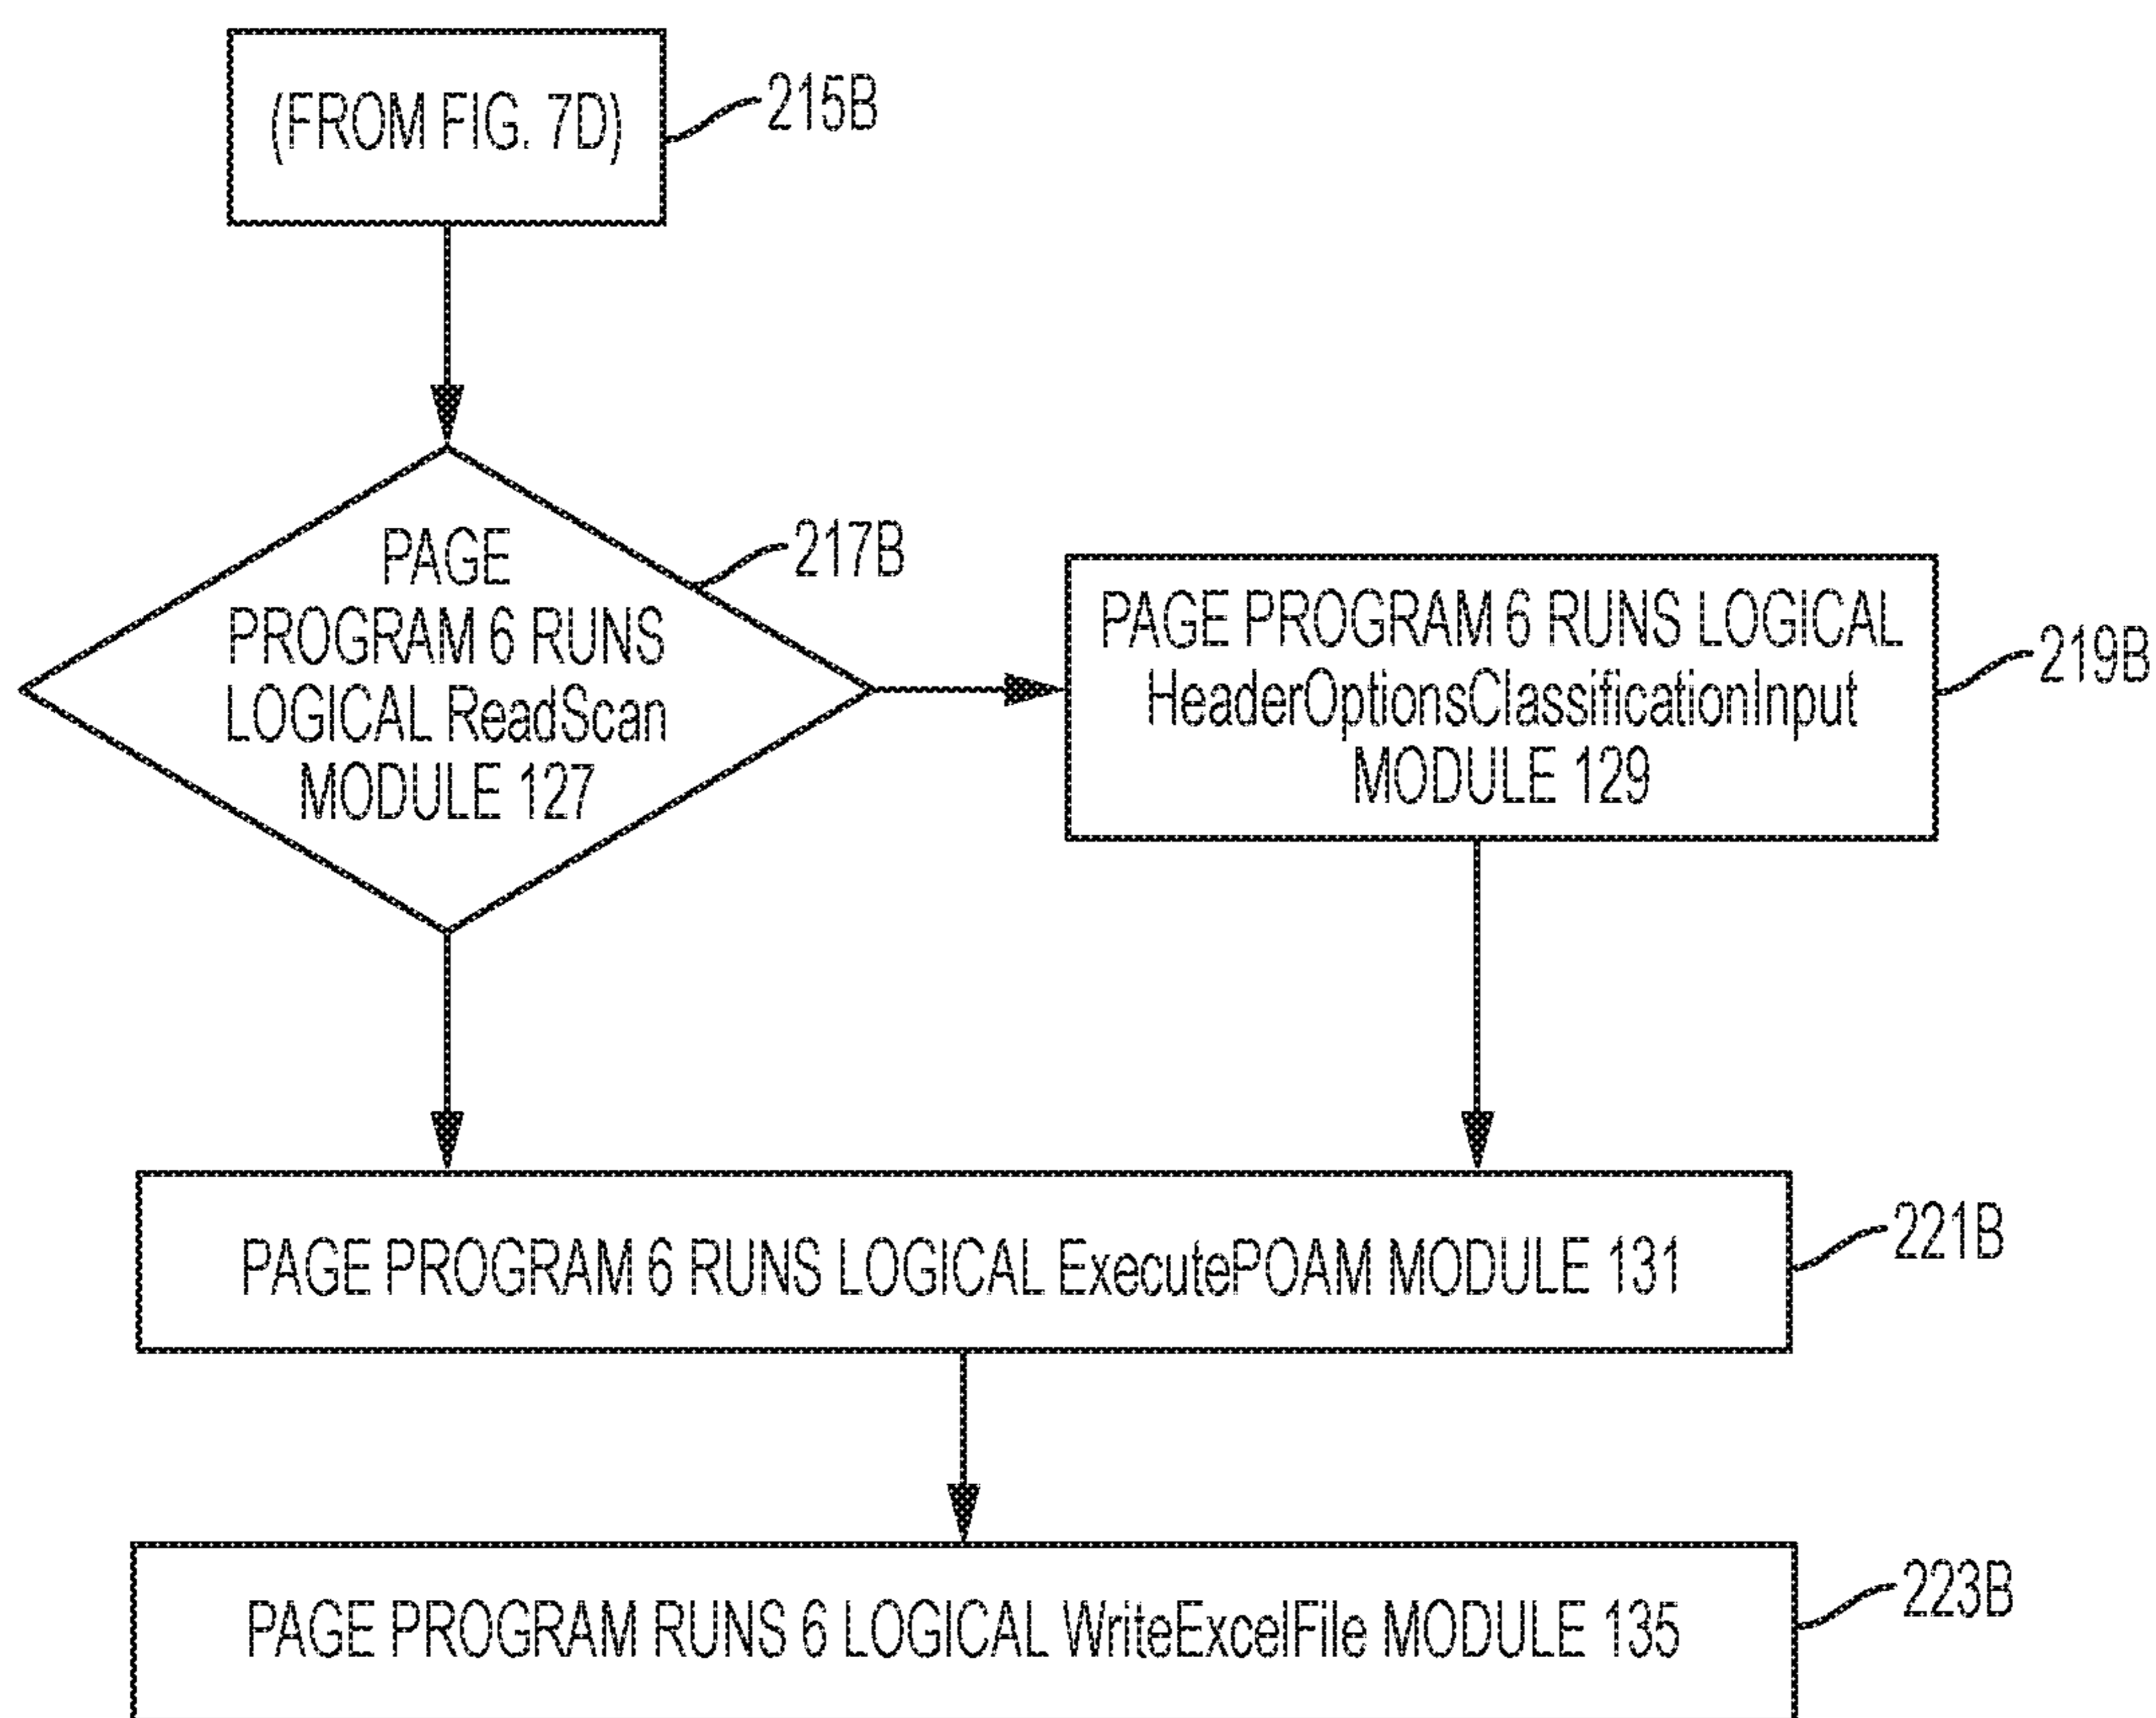 (FROM FIG. 7D)
215B
PAGE
PROGRAM 6 RUNS
LOGICAL ReadScan
MODULE 127
217B
PAGE PROGRAM 6 RUNS LOGICAL
HeaderOptionsClassificationInput
MODULE 129
219B
PAGE PROGRAM 6 RUNS LOGICAL ExecutePOAM MODULE 131
221B
PAGE PROGRAM RUNS 6 LOGICAL WriteExcelFile MODULE 135
223B